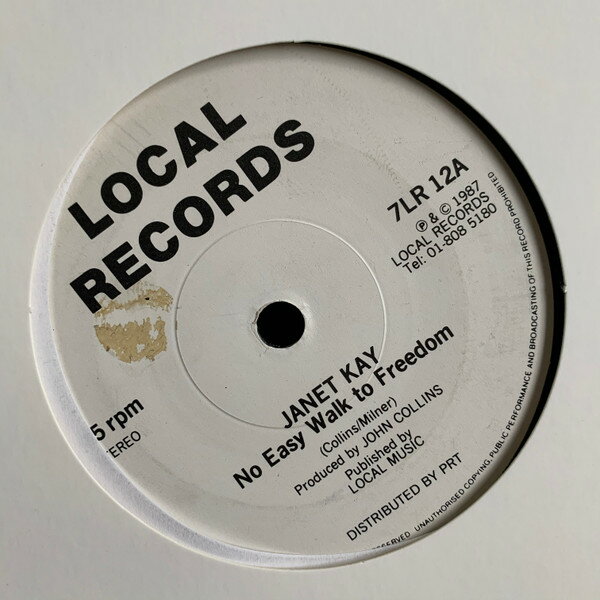 LOCAL
RECORDS
7LR 12A
℗ & © 1987
LOCAL RECORDS
Tel: 01-808 5180
5 rpm
EREO
JANET KAY
No Easy Walk to Freedom
(Collins/Milner)
Produced by JOHN COLLINS
Published by
LOCAL MUSIC
DISTRIBUTED BY PRT
ESERVED UNAUTHORISED COPYING, PUBLIC PERFORMANCE AND BROADCASTING OF THIS RECORD PROHIBITED